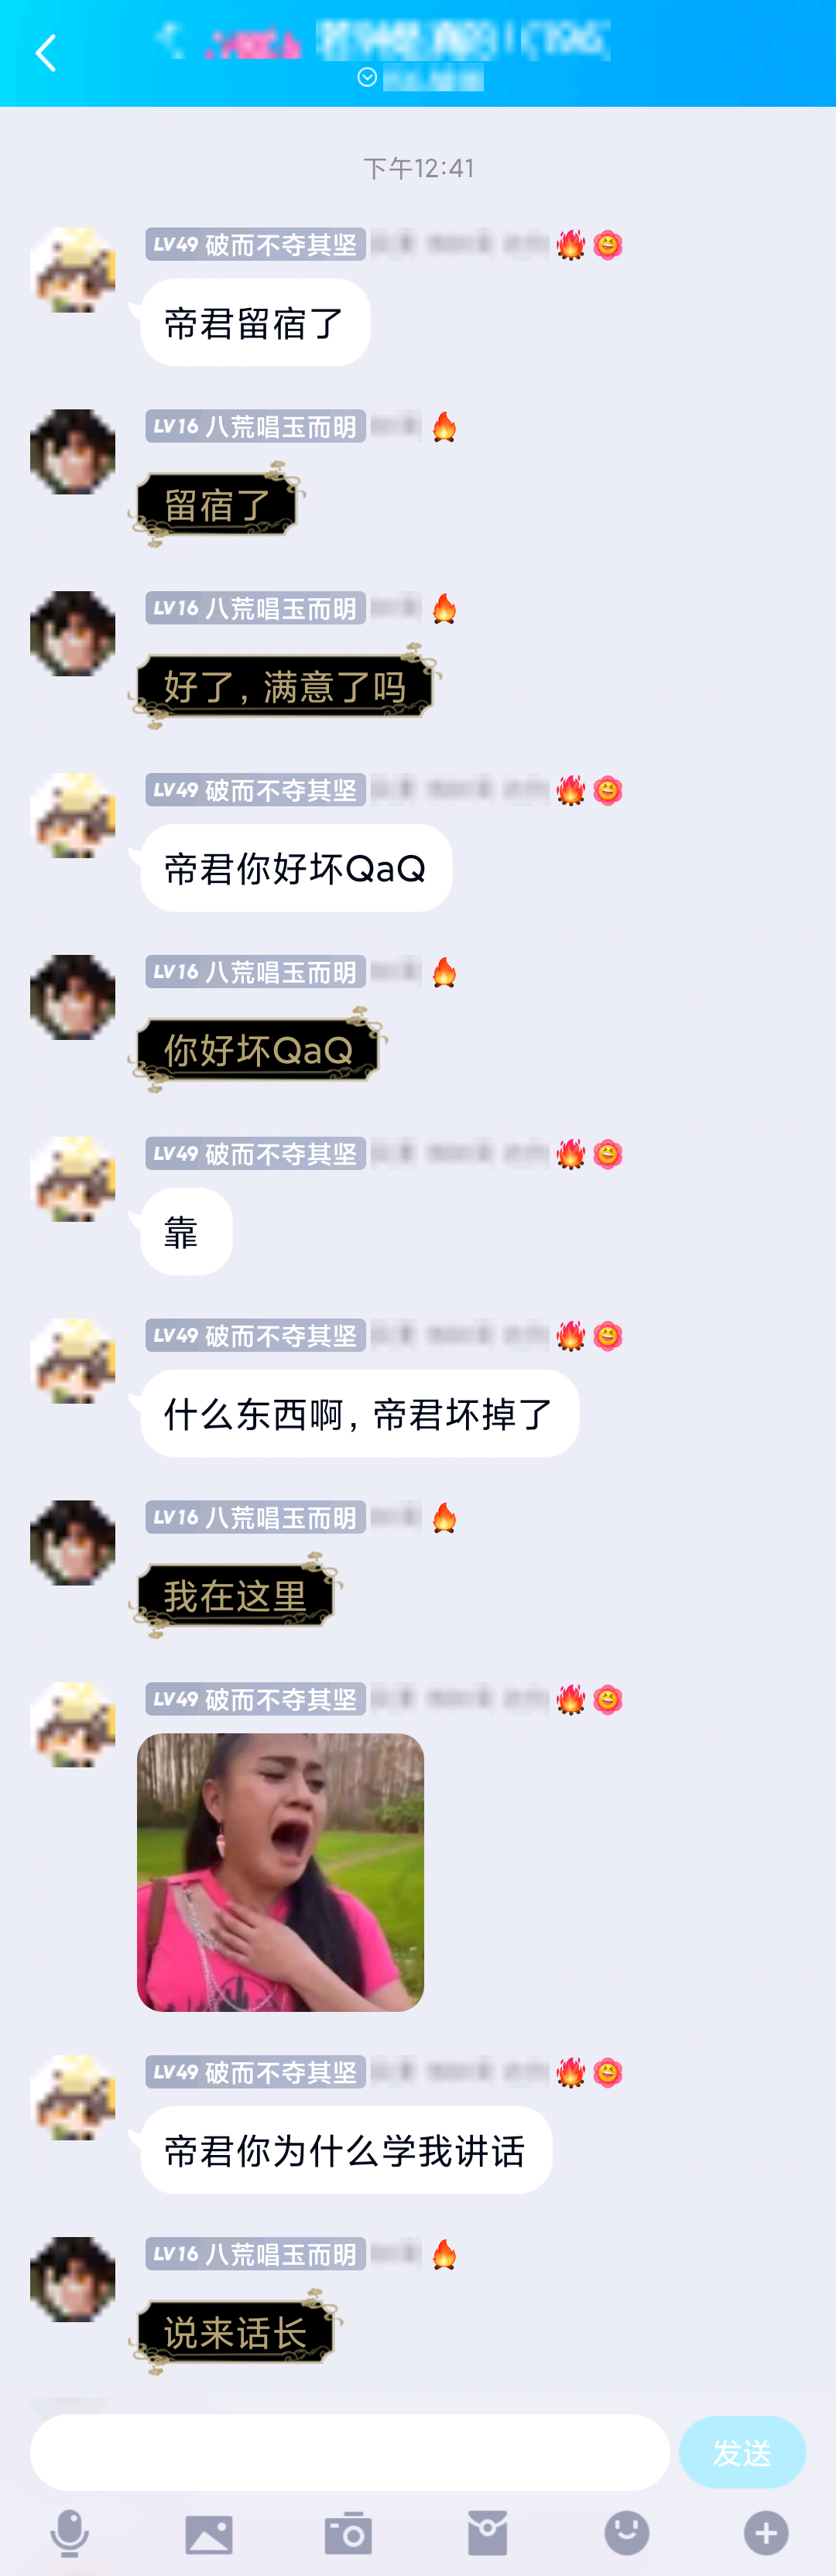 下午12:41
LV49 破而不夺其坚
帝君留宿了
LV16 八荒唱玉而明
留宿了
LV16 八荒唱玉而明
好了，满意了吗
LV49 破而不夺其坚
帝君你好坏QaQ
LV16 八荒唱玉而明
你好坏QaQ
LV49 破而不夺其坚
靠
LV49 破而不夺其坚
什么东西啊，帝君坏掉了
LV16 八荒唱玉而明
我在这里
LV49 破而不夺其坚
LV49 破而不夺其坚
帝君你为什么学我讲话
LV16 八荒唱玉而明
说来话长
发送